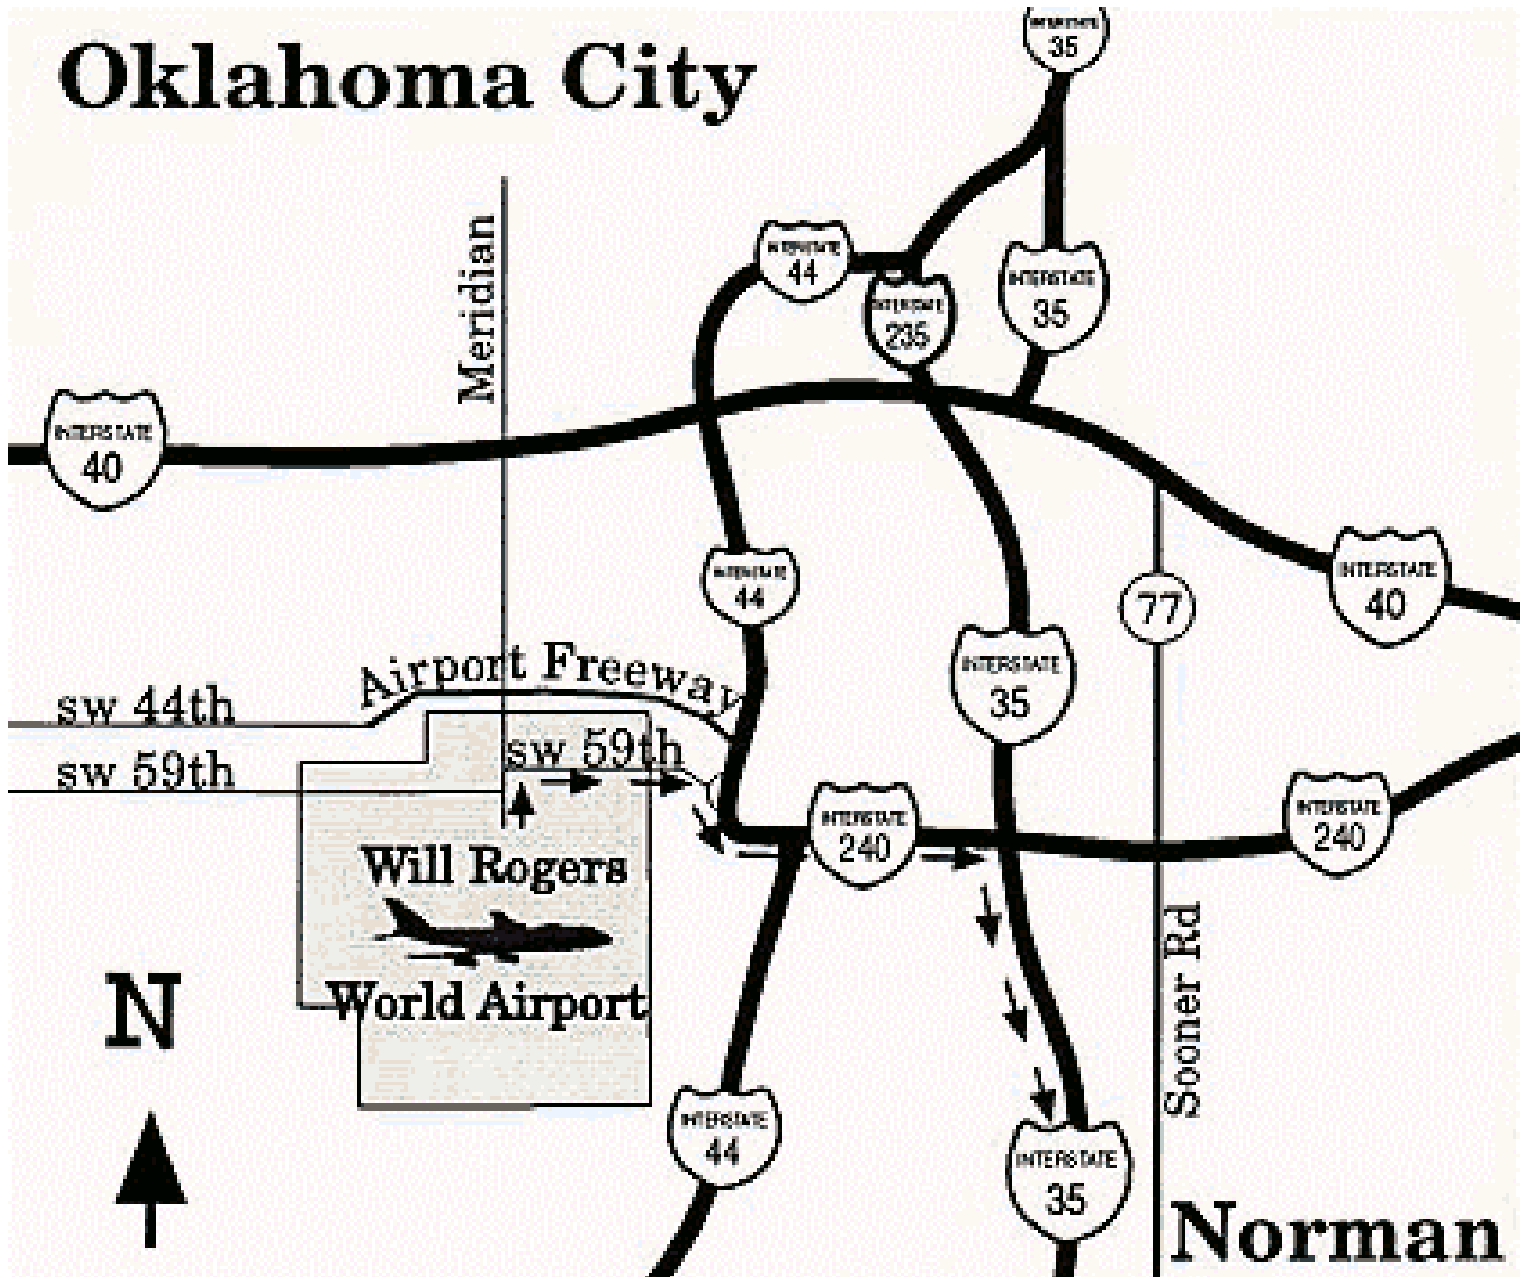 Oklahoma City
INTERSTATE
35
Meridian
INTERSTATE
44
INTERSTATE
235
INTERSTATE
35
INTERSTATE
40
INTERSTATE
44
INTERSTATE
40
77
INTERSTATE
35
Airport Freeway
sw 44th
sw 59th
sw 59th
INTERSTATE
240
INTERSTATE
240
Will Rogers
World Airport
Sooner Rd
N
INTERSTATE
44
INTERSTATE
35
Norman